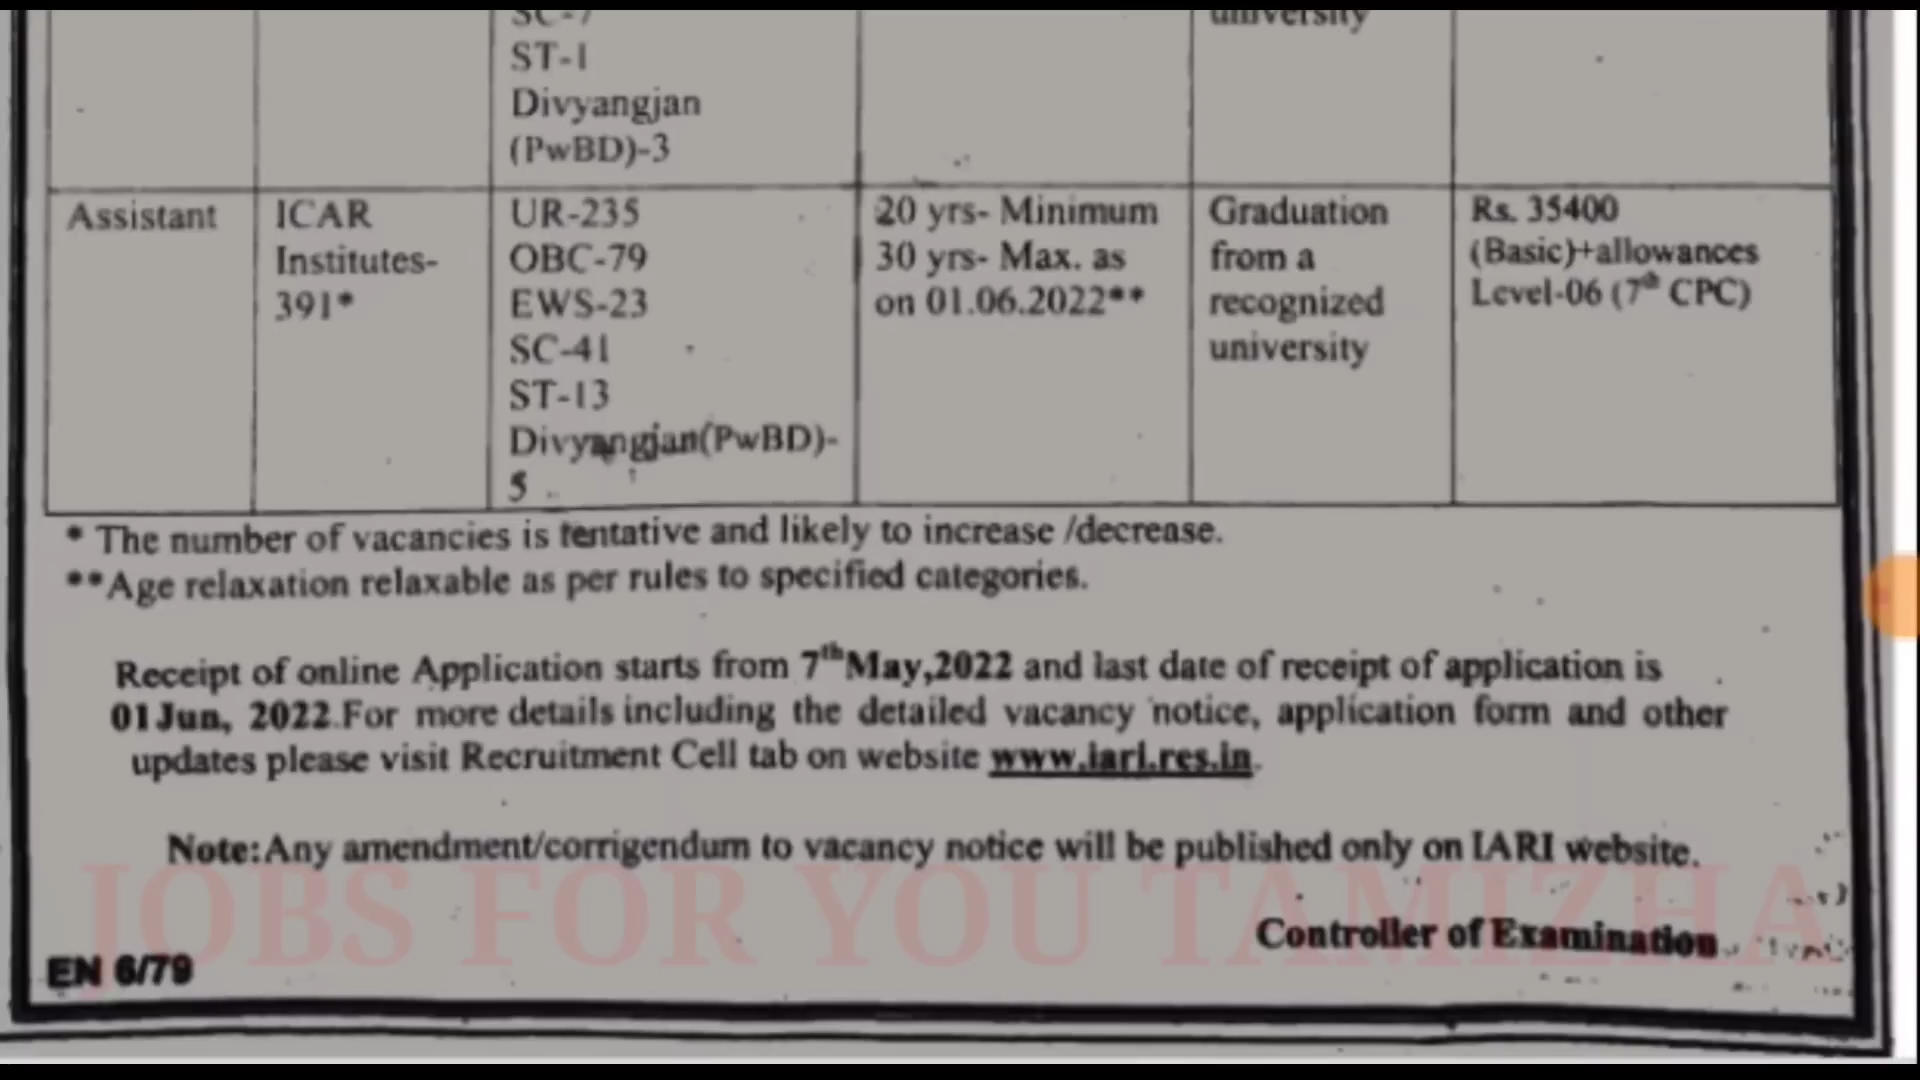 SC-7
university
ST-1
Divyangjan
(PwBD)-3
Assistant
ICAR
Institutes-
391*
UR-235
OBC-79
EWS-23
SC-41
ST-13
Divyangjan(PwBD)-
5
20 yrs- Minimum
30 yrs- Max. as
on 01.06.2022**
Graduation
from a
recognized
university
Rs. 35400
(Basic)+allowances
Level-06 (7th CPC)
* The number of vacancies is tentative and likely to increase /decrease.
**Age relaxation relaxable as per rules to specified categories.
Receipt of online Application starts from 7th May,2022 and last date of receipt of application is
01 Jun, 2022.For more details including the detailed vacancy notice, application form and other
updates please visit Recruitment Cell tab on website www.iari.res.in.
Note:Any amendment/corrigendum to vacancy notice will be published only on IARI website.
JOBS FOR YOU TAMIZHA
Controller of Examination
EN 6/79